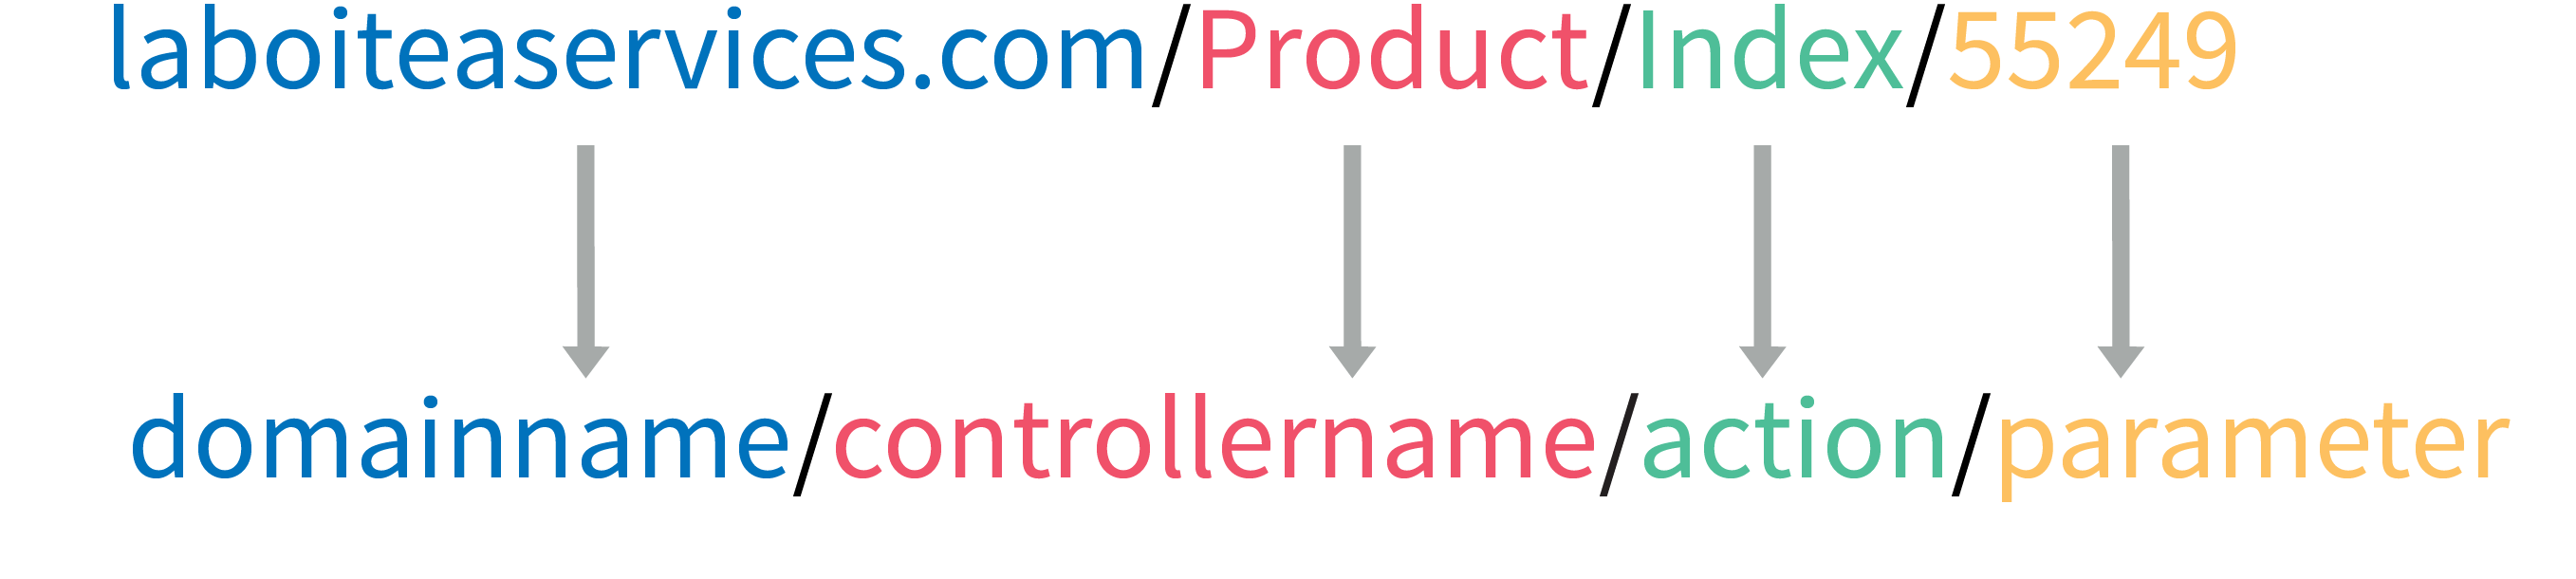 laboiteaservices.com/Product/Index/55249
domainname/controllername/action/parameter